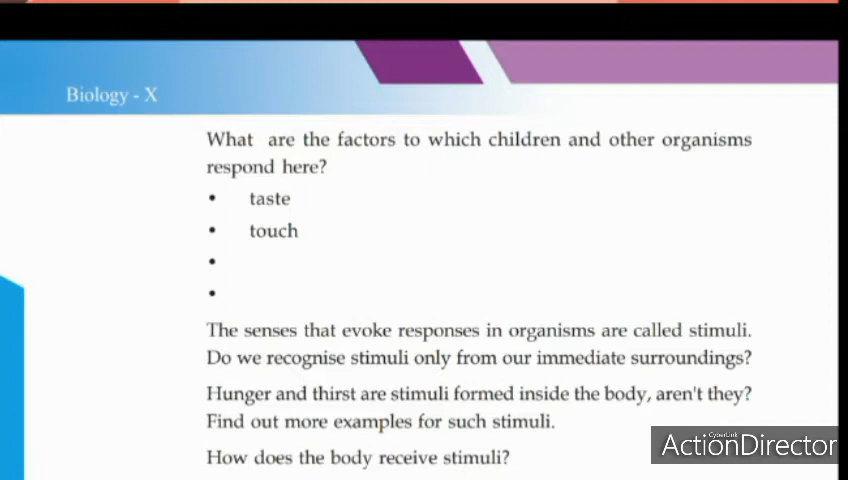 Biology - X
What are the factors to which children and other organisms
respond here?
• taste
• touch
•
•
The senses that evoke responses in organisms are called stimuli.
Do we recognise stimuli only from our immediate surroundings?
Hunger and thirst are stimuli formed inside the body, aren't they?
Find out more examples for such stimuli.
How does the body receive stimuli?
CyberLink
ActionDirector